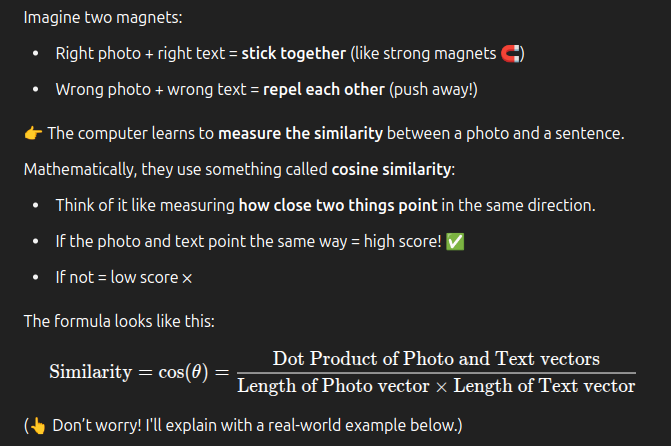 Imagine two magnets:
• Right photo + right text = stick together (like strong magnets 🧲)
• Wrong photo + wrong text = repel each other (push away!)
👉 The computer learns to measure the similarity between a photo and a sentence.
Mathematically, they use something called cosine similarity:
• Think of it like measuring how close two things point in the same direction.
• If the photo and text point the same way = high score! ✅
• If not = low score ×
The formula looks like this:
Similarity = cos(θ) = Dot Product of Photo and Text vectors / Length of Photo vector × Length of Text vector
(👆 Don’t worry! I'll explain with a real-world example below.)